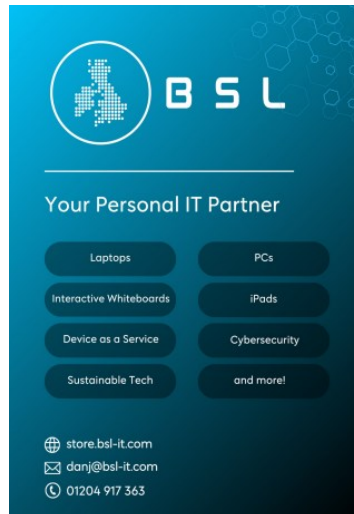 BSL
Your Personal IT Partner
Laptops
PCs
Interactive Whiteboards
iPads
Device as a Service
Cybersecurity
Sustainable Tech
and more!
store.bsl-it.com
danj@bsl-it.com
01204 917 363